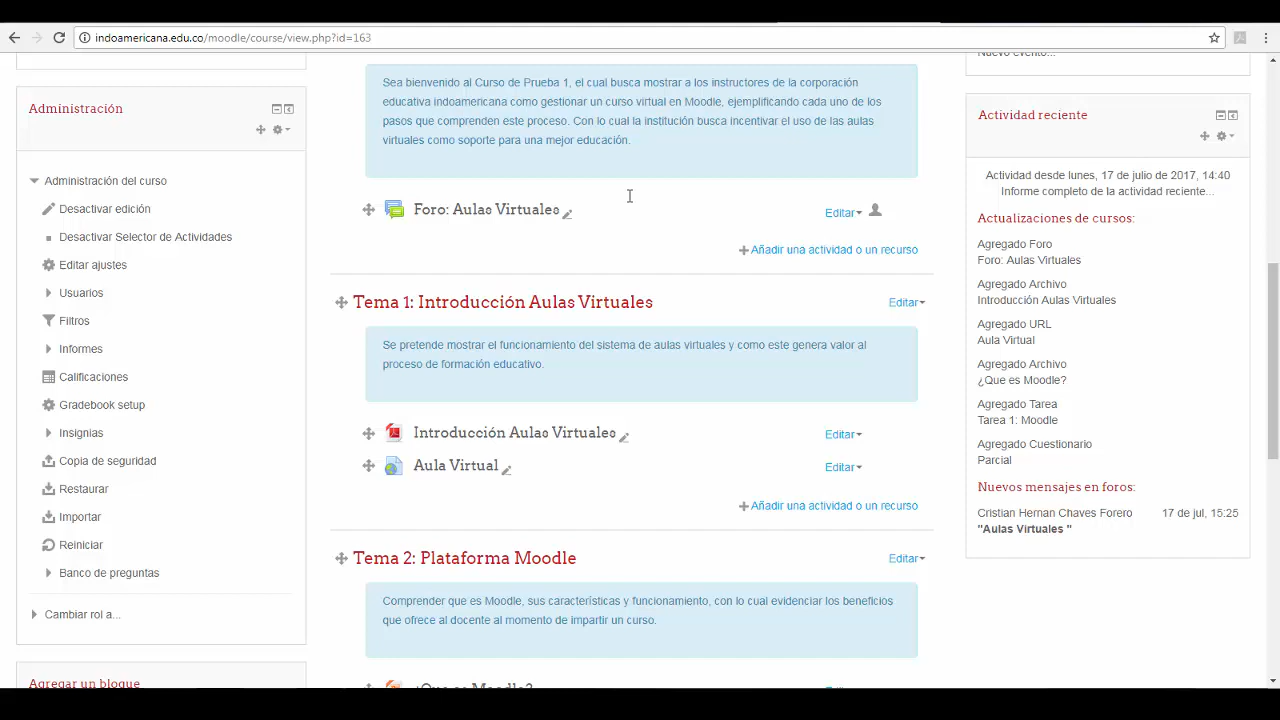 indoamericana.edu.co/moodle/course/view.php?id=163
Administración
Administración del curso
Desactivar edición
Desactivar Selector de Actividades
Editar ajustes
Usuarios
Filtros
Informes
Calificaciones
Gradebook setup
Insignias
Copia de seguridad
Restaurar
Importar
Reiniciar
Banco de preguntas
Cambiar rol a...
Agregar un bloque
Sea bienvenido al Curso de Prueba 1, el cual busca mostrar a los instructores de la corporación
educativa indoamericana como gestionar un curso virtual en Moodle, ejemplificando cada uno de los
pasos que comprenden este proceso. Con lo cual la institución busca incentivar el uso de las aulas
virtuales como soporte para una mejor educación.
Foro: Aulas Virtuales
Editar
Añadir una actividad o un recurso
Tema 1: Introducción Aulas Virtuales
Editar
Se pretende mostrar el funcionamiento del sistema de aulas virtuales y como este genera valor al
proceso de formación educativo.
Introducción Aulas Virtuales
Editar
Aula Virtual
Editar
Añadir una actividad o un recurso
Tema 2: Plataforma Moodle
Editar
Comprender que es Moodle, sus características y funcionamiento, con lo cual evidenciar los beneficios
que ofrece al docente al momento de impartir un curso.
¿Que es Moodle?
Editar
Nuevo evento...
Actividad reciente
Actividad desde lunes, 17 de julio de 2017, 14:40
Informe completo de la actividad reciente...
Actualizaciones de cursos:
Agregado Foro
Foro: Aulas Virtuales
Agregado Archivo
Introducción Aulas Virtuales
Agregado URL
Aula Virtual
Agregado Archivo
¿Que es Moodle?
Agregado Tarea
Tarea 1: Moodle
Agregado Cuestionario
Parcial
Nuevos mensajes en foros:
Cristian Hernan Chaves Forero 17 de jul, 15:25
"Aulas Virtuales "